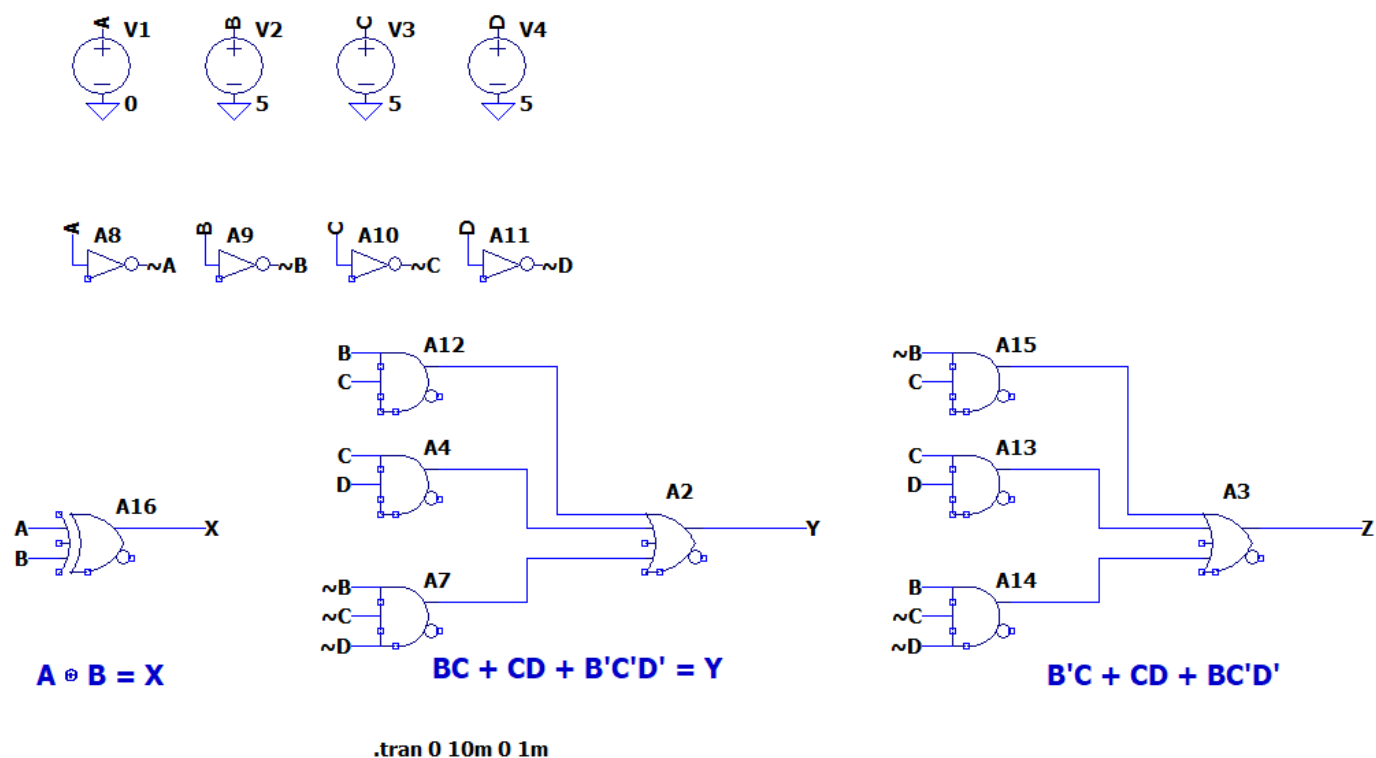 A V1 B V2 C V3 D V4
0 5 5 5
A A8 ~A B A9 ~B C A10 ~C D A11 ~D
B A12
C
C A4
D
~B A7
~C
~D
A2 Y
~B A15
C
C A13
D
B A14
~C
~D
A3 Z
A A16 X
B
A ⊕ B = X
BC + CD + B'C'D' = Y
B'C + CD + BC'D'
.tran 0 10m 0 1m